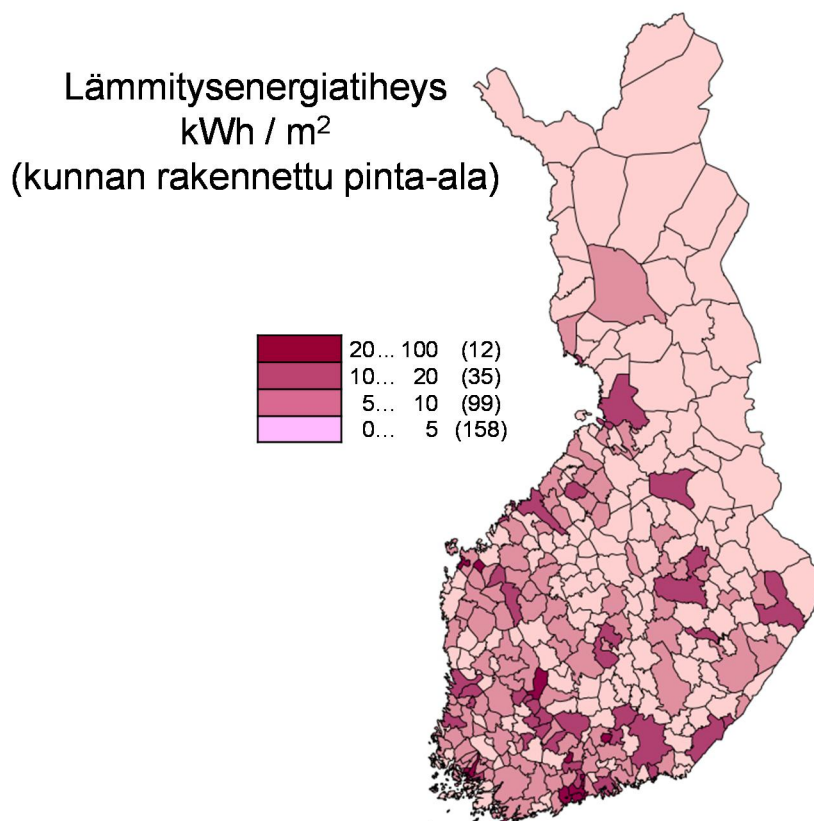 Lämmitysenergiatiheys
kWh / m²
(kunnan rakennettu pinta-ala)
20... 100 (12)
10... 20 (35)
5... 10 (99)
0... 5 (158)